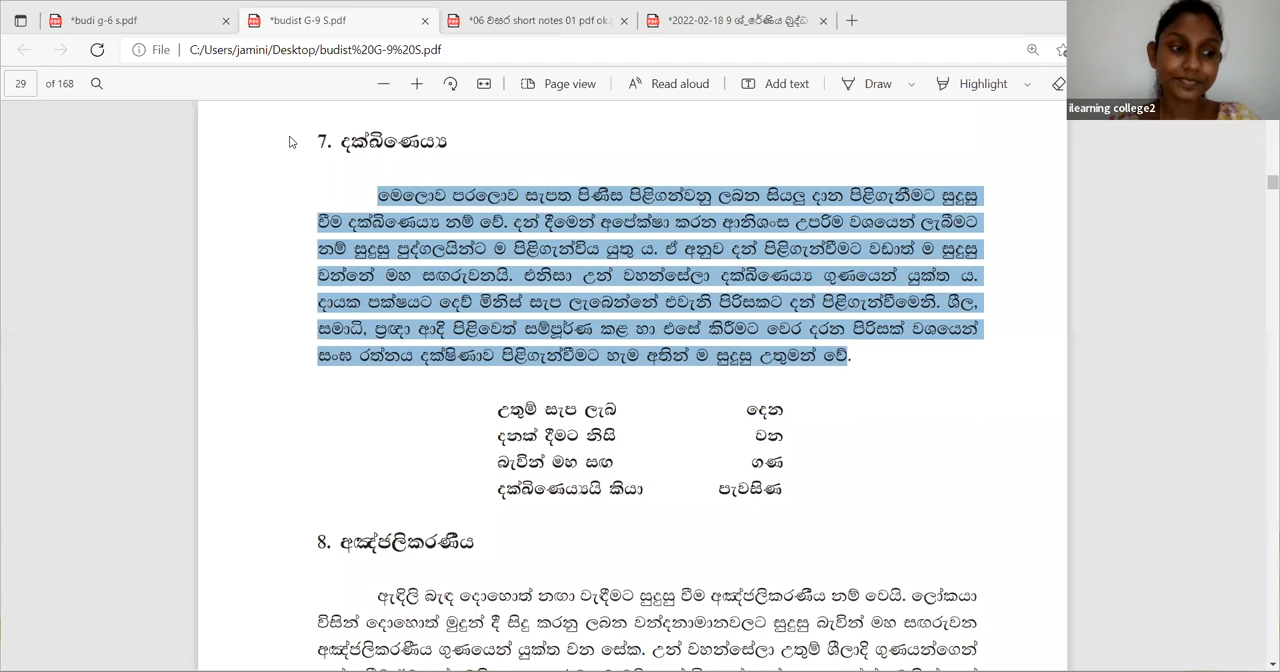 *budi g-6 s.pdf
*budist G-9 S.pdf
*06 වසර short notes 01 pdf ok.p
*2022-02-18 9 ශ්_රේණිය බුද්ධ
File C:/Users/jamini/Desktop/budist%20G-9%20S.pdf
29 of 168 Page view Read aloud Add text Draw Highlight
ilearning college2
7. දක්ඛිණෙය්‍ය
මෙලොව පරලොව සැපත පිණිස පිළිගන්වනු ලබන සියලු දාන පිළිගැනීමට සුදුසු
වීම දක්ඛිණෙය්‍ය නම් වේ. දන් දීමෙන් අපේක්ෂා කරන ආනිශංස උපරිම වශයෙන් ලැබීමට
නම් සුදුසු පුද්ගලයින්ට ම පිළිගැන්විය යුතු ය. ඒ අනුව දන් පිළිගැන්වීමට වඩාත් ම සුදුසු
වන්නේ මහ සඟරුවනයි. එනිසා උන් වහන්සේලා දක්ඛිණෙය්‍ය ගුණයෙන් යුක්ත ය.
දායක පක්ෂයට දෙව් මිනිස් සැප ලැබෙන්නේ එවැනි පිරිසකට දන් පිළිගැන්වීමෙනි. ශීල,
සමාධි, ප්‍රඥා ආදි පිළිවෙත් සම්පූර්ණ කළ හා එසේ කිරීමට වෙර දරන පිරිසක් වශයෙන්
සංඝ රත්නය දක්ෂිණාව පිළිගැන්වීමට හැම අතින් ම සුදුසු උතුමන් වේ.
උතුම් සැප ලැබ දෙන
දනක් දීමට නිසි වන
බැවින් මහ සඟ ගණ
දක්ඛිණෙය්‍යයි කියා පැවසිණ
8. අඤ්ජලිකරණීය
ඇදිලි බැඳ දොහොත් නඟා වැඳීමට සුදුසු වීම අඤ්ජලිකරණීය නම් වෙයි. ලෝකයා
විසින් දොහොත් මුදුන් දී සිදු කරනු ලබන වන්දනාමානවලට සුදුසු බැවින් මහ සඟරුවන
අඤ්ජලිකරණීය ගුණයෙන් යුක්ත වන සේක. උන් වහන්සේලා උතුම් ශීලාදි ගුණයන්ගෙන්